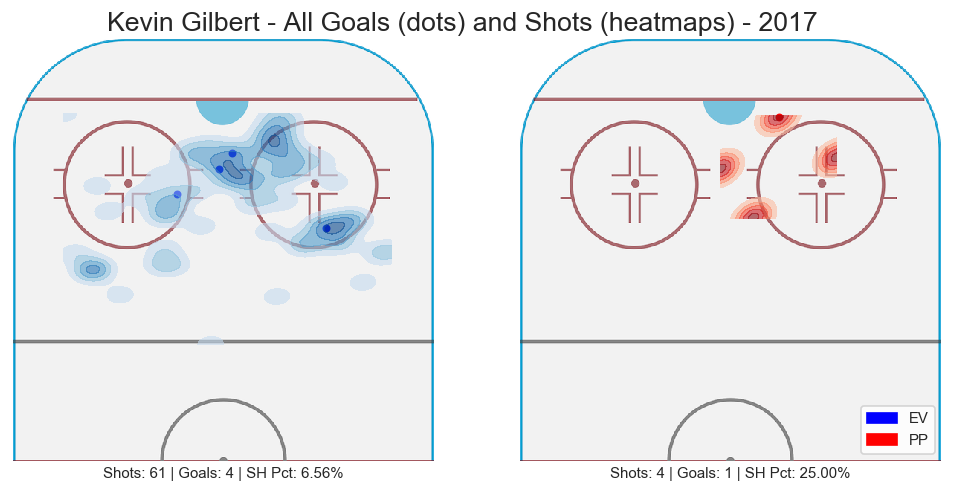 Kevin Gilbert - All Goals (dots) and Shots (heatmaps) - 2017
EV
PP
Shots: 61 | Goals: 4 | SH Pct: 6.56%
Shots: 4 | Goals: 1 | SH Pct: 25.00%